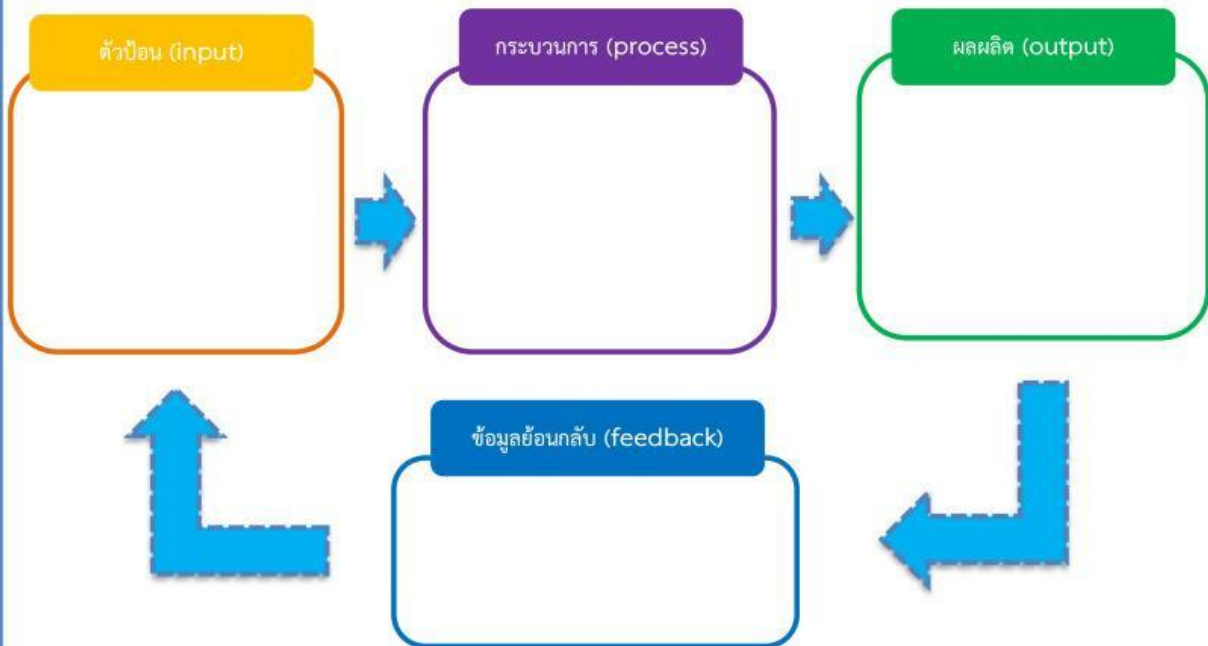 ตัวป้อน (input)
กระบวนการ (process)
ผลผลิต (output)
ข้อมูลย้อนกลับ (feedback)